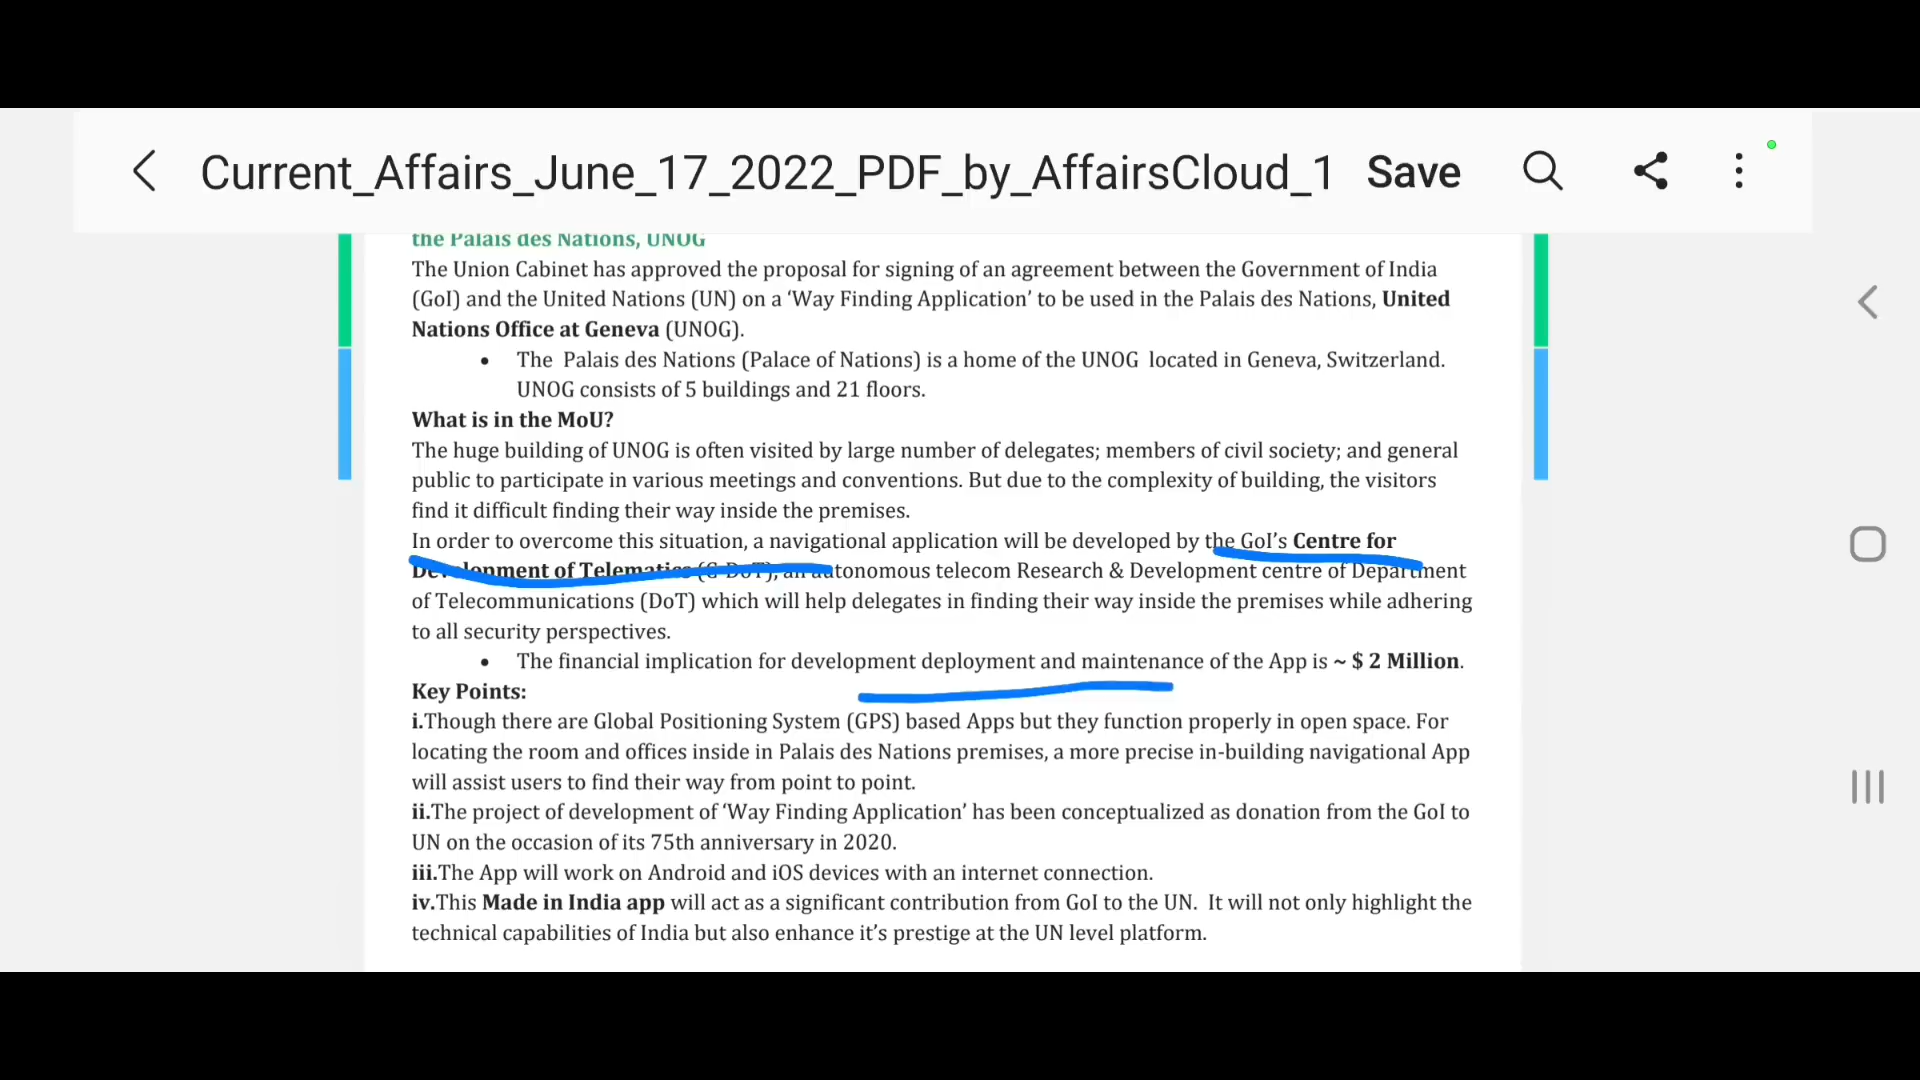 Current_Affairs_June_17_2022_PDF_by_AffairsCloud_1 Save
the Palais des Nations, UNOG
The Union Cabinet has approved the proposal for signing of an agreement between the Government of India
(GoI) and the United Nations (UN) on a ‘Way Finding Application’ to be used in the Palais des Nations, United
Nations Office at Geneva (UNOG).
• The Palais des Nations (Palace of Nations) is a home of the UNOG located in Geneva, Switzerland.
UNOG consists of 5 buildings and 21 floors.
What is in the MoU?
The huge building of UNOG is often visited by large number of delegates; members of civil society; and general
public to participate in various meetings and conventions. But due to the complexity of building, the visitors
find it difficult finding their way inside the premises.
In order to overcome this situation, a navigational application will be developed by the GoI’s Centre for
Development of Telematics (C-DoT), an autonomous telecom Research & Development centre of Department
of Telecommunications (DoT) which will help delegates in finding their way inside the premises while adhering
to all security perspectives.
• The financial implication for development deployment and maintenance of the App is ~ $ 2 Million.
Key Points:
i.Though there are Global Positioning System (GPS) based Apps but they function properly in open space. For
locating the room and offices inside in Palais des Nations premises, a more precise in-building navigational App
will assist users to find their way from point to point.
ii.The project of development of ‘Way Finding Application’ has been conceptualized as donation from the GoI to
UN on the occasion of its 75th anniversary in 2020.
iii.The App will work on Android and iOS devices with an internet connection.
iv.This Made in India app will act as a significant contribution from GoI to the UN. It will not only highlight the
technical capabilities of India but also enhance it’s prestige at the UN level platform.